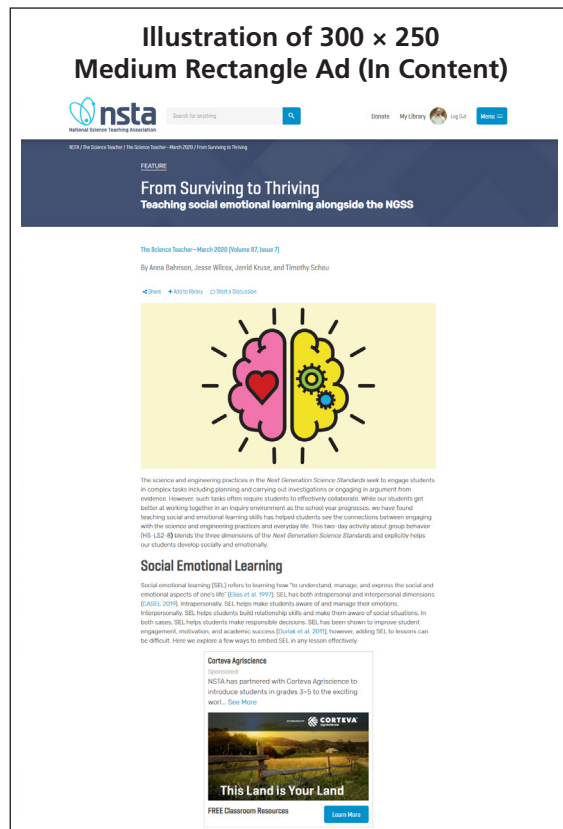 Illustration of 300 × 250
Medium Rectangle Ad (In Content)
nsta
National Science Teaching Association
Search for anything
Donate
My Library
Log Out
Menu
NSTA / The Science Teacher / The Science Teacher—March 2020 / From Surviving to Thriving
FEATURE
From Surviving to Thriving
Teaching social emotional learning alongside the NGSS
The Science Teacher—March 2020 (Volume 87, Issue 7)
By Anna Bahnson, Jesse Wilcox, Jerrid Kruse, and Timothy Schou
Share
Add to library
Start a Discussion
The science and engineering practices in the Next Generation Science Standards seek to engage students
in complex tasks including planning and carrying out investigations or engaging in argument from
evidence. However, such tasks often require students to effectively collaborate. While our students get
better at working together in an inquiry environment as the school year progresses, we have found
teaching social and emotional learning skills has helped students see the connections between engaging
with the science and engineering practices and everyday life. This two-day activity about group behavior
(HS-LS2-8) blends the three dimensions of the Next Generation Science Standards and explicitly helps
our students develop socially and emotionally.
Social Emotional Learning
Social emotional learning (SEL) refers to learning how "to understand, manage, and express the social and
emotional aspects of one's life" (Elias et al. 1997). SEL has both intrapersonal and interpersonal dimensions
(CASEL 2019). Intrapersonally, SEL helps make students aware of and manage their emotions.
Interpersonally, SEL helps students build relationship skills and make them aware of social situations. In
both cases, SEL helps students make responsible decisions. SEL has been shown to improve student
engagement, motivation, and academic success (Durlak et al. 2011); however, adding SEL to lessons can
be difficult. Here we explore a few ways to embed SEL in any lesson effectively.
Corteva Agriscience
Sponsored
NSTA has partnered with Corteva Agriscience to
introduce students in grades 3–5 to the exciting
worl... See More
CORTEVA
agriscience
This Land is Your Land
FREE Classroom Resources
Learn More